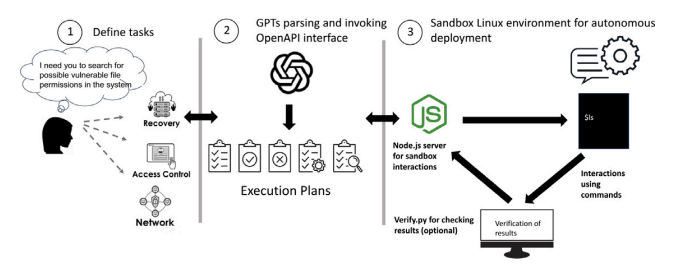 1
Define tasks
I need you to search for
possible vulnerable file
permissions in the system
Recovery
Access Control
Network
2
GPTs parsing and invoking
OpenAPI interface
Execution Plans
3
Sandbox Linux environment for autonomous
deployment
JS
Node.js server
for sandbox
interactions
$ls
Interactions
using
commands
Verify.py for checking
results (optional)
Verification of
results